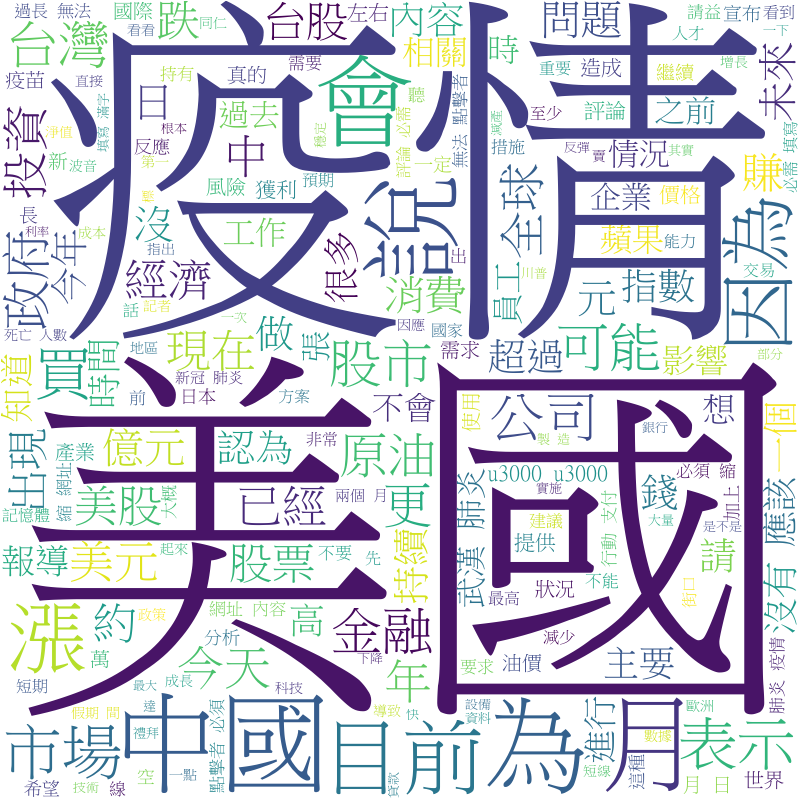 疫情
美國
過長 無法
國際
同仁
跌
台股
左右
內容
問題
請益
宣布
看到
人才
一下
台灣
看看
需要
相關
時
重要
造成
繼續
增長
未來
疫苗
直接
持有
真的
會
聽
點擊者
至少
評論
之前
投資
填寫
滿字
淨值
根本
日
過去
反應
中
說
無法
必需
評論
一定
措施
減產
穩定
反彈
賣
其實
情況
賺
必需 填寫
新
波音
第一
風險
獲利
預期
全球
企業
價格
因為
長
利率
沒
工作
很多
員工
蘋果
能力
政府
今年
成本
指出
經濟
消費
出
川普
元
指數
交易
記者
話
一次
做
因應
國家
死亡 人數
時間
地區
張
股市
需求
可能
超過
影響
部分
知道
買
現在
前
新冠 肺炎
日本
方案
不會
公司
使用
製 造
銀行
想
一個
出現
網址
產業
億元
認為
非常
原油
u3000 u3000
錢
必須
縮
加上
應該
記憶體
縮
美股
大概
已經
兩個 月
更
肺炎
武漢
實施
建議
提供
支付
行動
大量
是不是
請
沒有
報導
美元
起來
股票
不要
先
持續
不能
最高
狀況
減少
衝口
約
政策
網址 內容
高
金融
漲
萬
分析
下降
年
要求
油價
主要
疫情
肺炎
短期
最大
成長
今天
科技
假期 間
達
必須
點擊者
禮拜
導致
快
設備
資料
歐洲
市場
中國
目前
為
進行
月
數據
表示
希望
技術
線
空
一點
貸款
短線
這種
月 日
世界